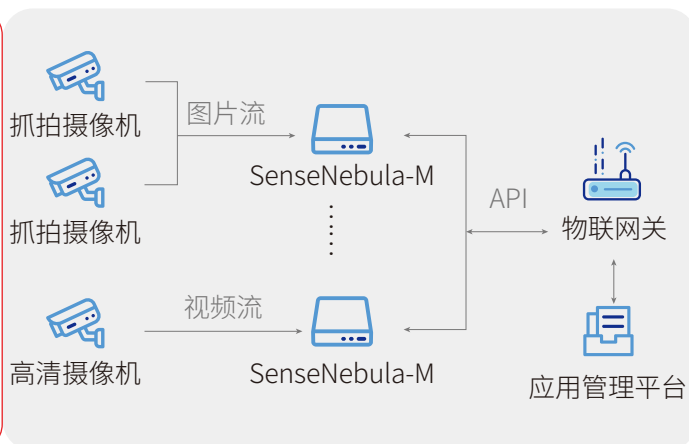 抓拍摄像机
图片流
SenseNebula-M
抓拍摄像机
API
物联网关
视频流
高清摄像机
SenseNebula-M
应用管理平台